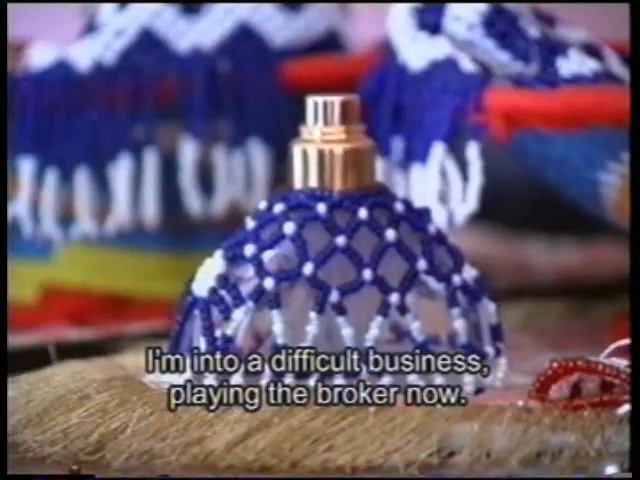 I'm into a difficult business,
playing the broker now.